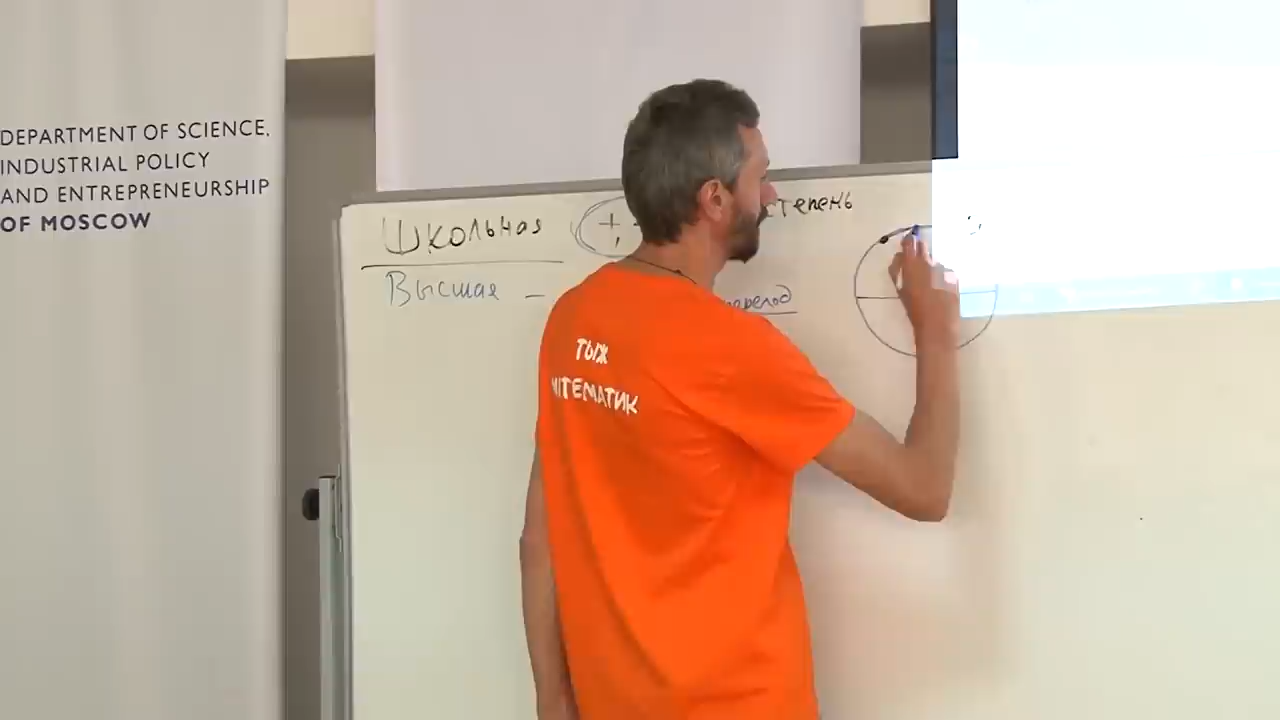 DEPARTMENT OF SCIENCE,
INDUSTRIAL POLICY
AND ENTREPRENEURSHIP
OF MOSCOW
Школьная +, степень
Высшая –
ТЫЖ
МАТЕМАТИК